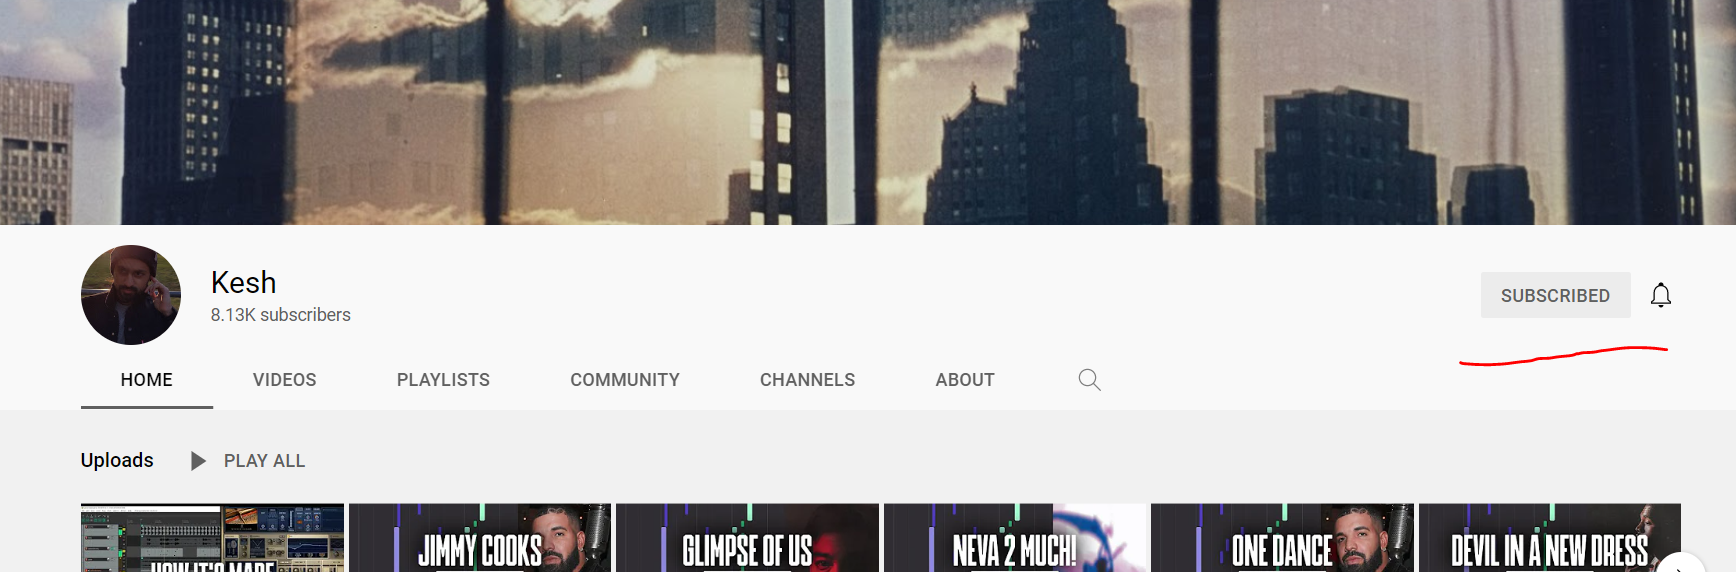 Kesh
8.13K subscribers
SUBSCRIBED
HOME VIDEOS PLAYLISTS COMMUNITY CHANNELS ABOUT
Uploads PLAY ALL
HOW IT'S MADE JIMMY COOKS GLIMPSE OF US NEVA 2 MUCH! ONE DANCE DEVIL IN A NEW DRESS